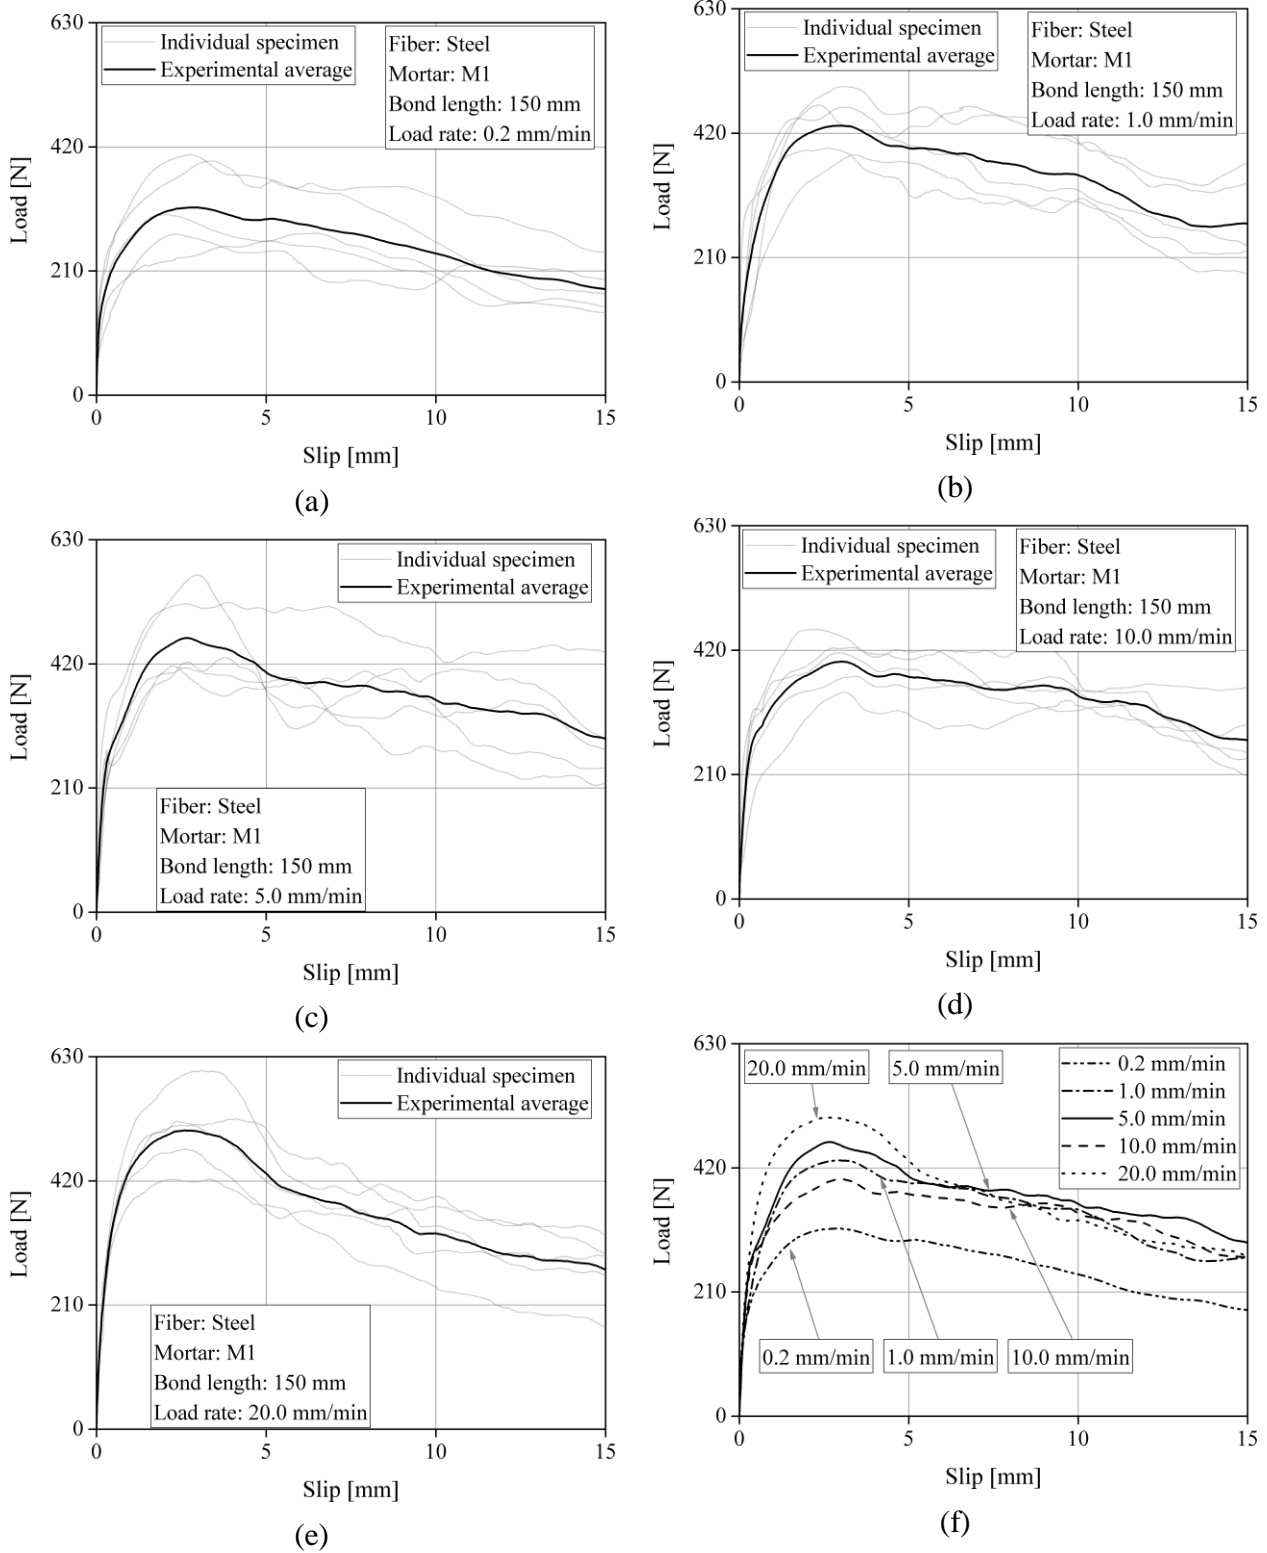 630
420
210
0
Load [N]
Individual specimen
Experimental average
Fiber: Steel
Mortar: M1
Bond length: 150 mm
Load rate: 0.2 mm/min
0 5 10 15
Slip [mm]
(a)
630
420
210
0
Load [N]
Individual specimen
Experimental average
Fiber: Steel
Mortar: M1
Bond length: 150 mm
Load rate: 1.0 mm/min
0 5 10 15
Slip [mm]
(b)
630
420
210
0
Load [N]
Individual specimen
Experimental average
Fiber: Steel
Mortar: M1
Bond length: 150 mm
Load rate: 5.0 mm/min
0 5 10 15
Slip [mm]
(c)
630
420
210
0
Load [N]
Individual specimen
Experimental average
Fiber: Steel
Mortar: M1
Bond length: 150 mm
Load rate: 10.0 mm/min
0 5 10 15
Slip [mm]
(d)
630
420
210
0
Load [N]
Individual specimen
Experimental average
Fiber: Steel
Mortar: M1
Bond length: 150 mm
Load rate: 20.0 mm/min
0 5 10 15
Slip [mm]
(e)
630
420
210
0
Load [N]
20.0 mm/min
5.0 mm/min
0.2 mm/min
1.0 mm/min
5.0 mm/min
10.0 mm/min
20.0 mm/min
0.2 mm/min
1.0 mm/min
10.0 mm/min
0 5 10 15
Slip [mm]
(f)